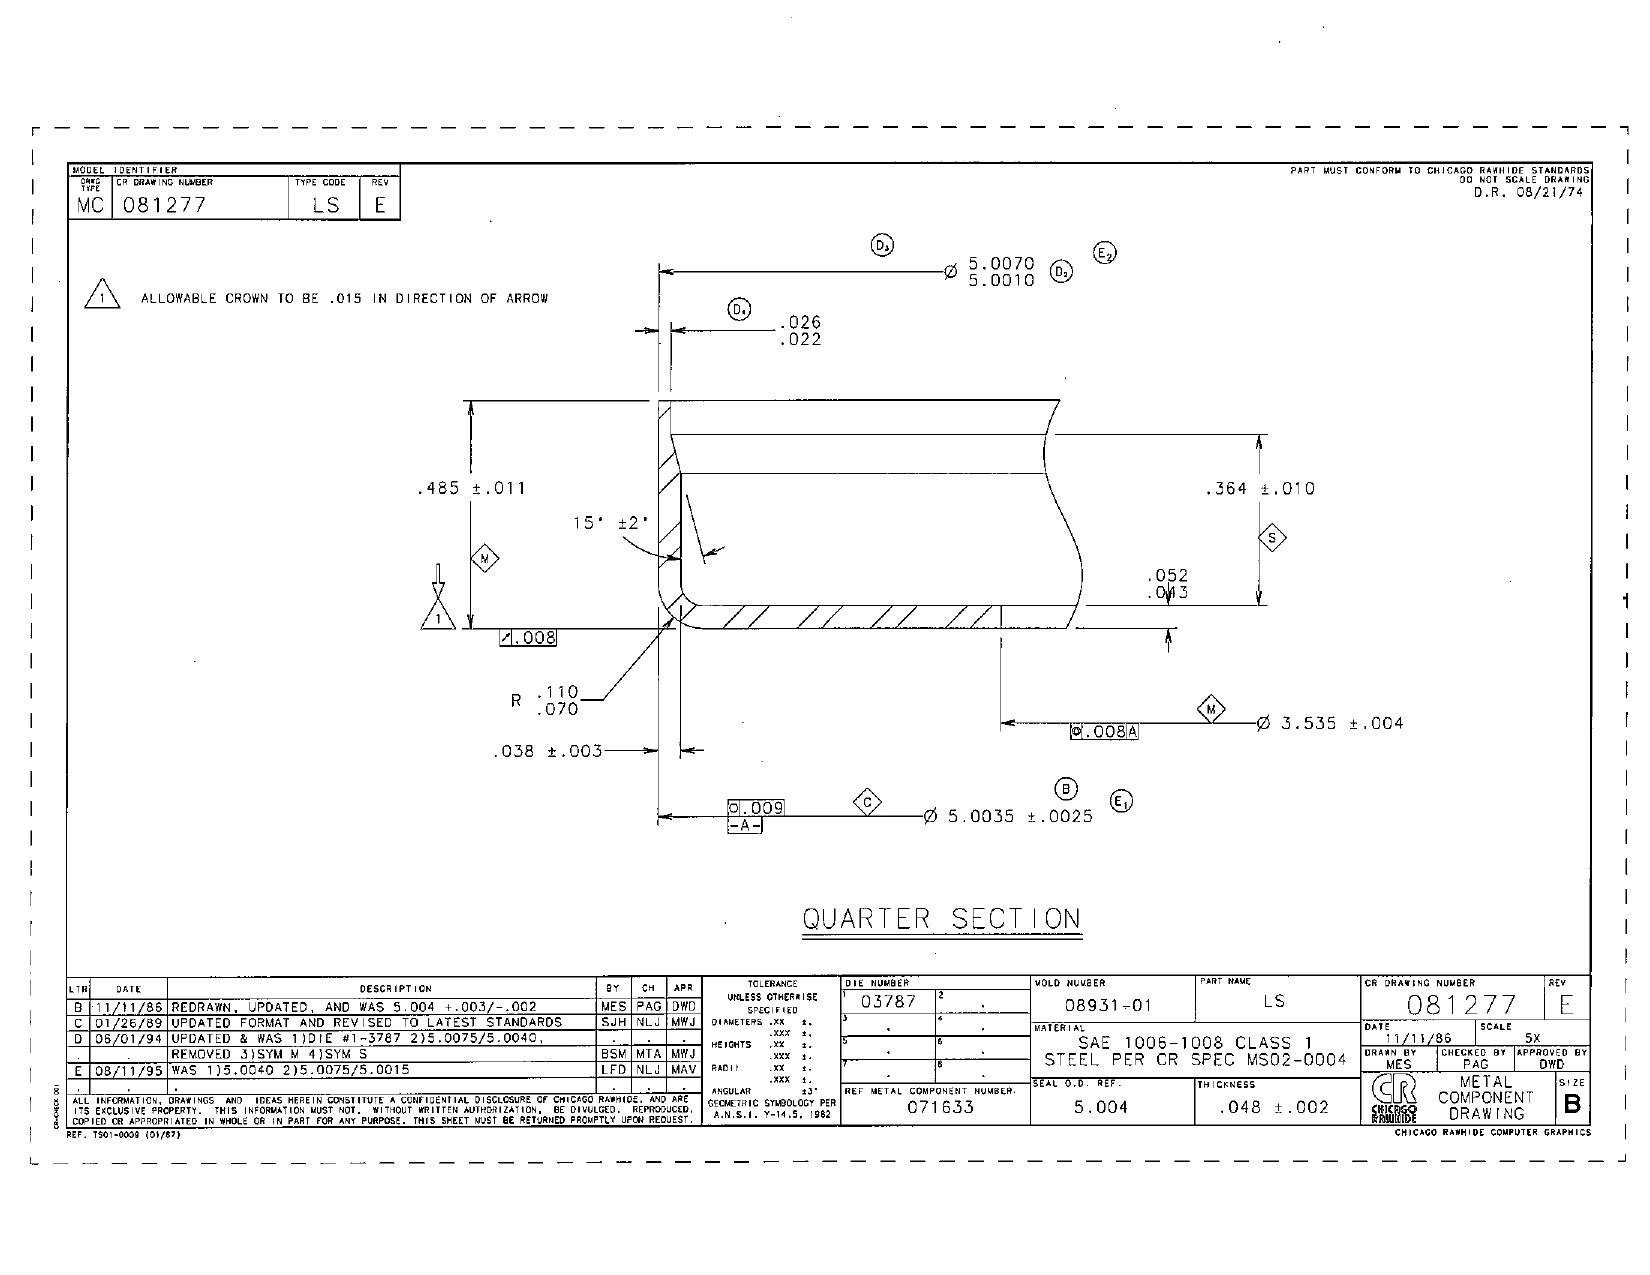 MODEL IDENTIFIER
DRWG TYPE CR DRAWING NUMBER TYPE CODE REV
MC 081277 LS E
PART MUST CONFORM TO CHICAGO RAWHIDE STANDARDS
DO NOT SCALE DRAWING
D.R. 08/21/74
1 ALLOWABLE CROWN TO BE .015 IN DIRECTION OF ARROW
D3
Ø 5.0070
5.0010
D2
E2
.026
.022
.485 ±.011
M
15° ±2°
.364 ±.010
S
.052
.043
1
.008
R .110
.070
.038 ±.003
M
Ø 3.535 ±.004
.008 A
B
E1
.009
-A-
C
Ø 5.0035 ±.0025
QUARTER SECTION
LTR DATE DESCRIPTION BY CH APR
B 11/11/86 REDRAWN, UPDATED, AND WAS 5.004 +.003/-.002 MES PAG DWD
C 01/26/89 UPDATED FORMAT AND REVISED TO LATEST STANDARDS SJH NLJ MWJ
D 06/01/94 UPDATED & WAS 1)DIE #1-3787 2)5.0075/5.0040,
REMOVED 3)SYM M 4)SYM S BSM MTA MWJ
E 08/11/95 WAS 1)5.0040 2)5.0075/5.0015 LFD NLJ MAV
ALL INFORMATION, DRAWINGS AND IDEAS HEREIN CONSTITUTE A CONFIDENTIAL DISCLOSURE OF CHICAGO RAWHIDE, AND ARE
ITS EXCLUSIVE PROPERTY. THIS INFORMATION MUST NOT, WITHOUT WRITTEN AUTHORIZATION, BE DIVULGED, REPRODUCED,
COPIED OR APPROPRIATED IN WHOLE OR IN PART FOR ANY PURPOSE. THIS SHEET MUST BE RETURNED PROMPTLY UPON REQUEST.
REF. TS01-0009 (01/87)
TOLERANCE
UNLESS OTHERWISE
SPECIFIED
DIAMETERS .XX ±.
.XXX ±.
HEIGHTS .XX ±.
.XXX ±.
RADII .XX ±.
.XXX ±.
ANGULAR ±3°
GEOMETRIC SYMBOLOGY PER
A.N.S.I. Y-14.5, 1982
DIE NUMBER
1 03787 2
3 4
5 6
7 8
REF METAL COMPONENT NUMBER.
071633
MOLD NUMBER
08931-01
PART NAME
LS
MATERIAL
SAE 1006-1008 CLASS 1
STEEL PER CR SPEC MS02-0004
SEAL O.D. REF.
5.004
THICKNESS
.048 ±.002
CR DRAWING NUMBER REV
081277 E
DATE SCALE
11/11/86 5X
DRAWN BY CHECKED BY APPROVED BY
MES PAG DWD
CHICAGO
RAWHIDE
METAL
COMPONENT
DRAWING
SIZE
B
CHICAGO RAWHIDE COMPUTER GRAPHICS